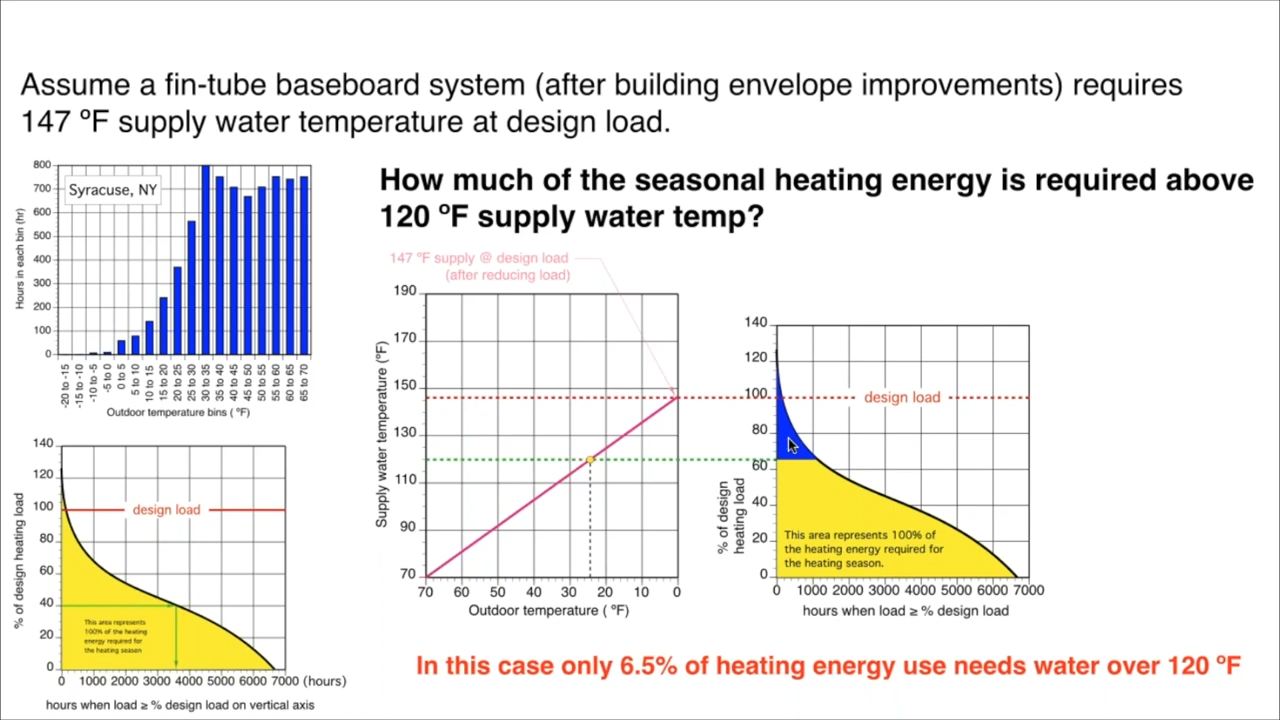 Assume a fin-tube baseboard system (after building envelope improvements) requires
147 ºF supply water temperature at design load.
How much of the seasonal heating energy is required above
120 ºF supply water temp?
Syracuse, NY
Hours in each bin (hr)
800
700
600
500
400
300
200
100
0
-20 to -15
-15 to -10
-10 to -5
-5 to 0
0 to 5
5 to 10
10 to 15
15 to 20
20 to 25
25 to 30
30 to 35
35 to 40
40 to 45
45 to 50
50 to 55
55 to 60
60 to 65
65 to 70
Outdoor temperature bins ( ºF)
% of design heating load
140
120
100
80
60
40
20
0
design load
This area represents
100% of the heating
energy required for
the heating season
0 1000 2000 3000 4000 5000 6000 7000 (hours)
hours when load ≥ % design load on vertical axis
147 ºF supply @ design load
(after reducing load)
Supply water temperature (ºF)
190
170
150
130
110
90
70
70 60 50 40 30 20 10 0
Outdoor temperature ( ºF)
% of design
heating load
140
120
100
80
60
40
20
0
design load
This area represents 100% of
the heating energy required for
the heating season.
0 1000 2000 3000 4000 5000 6000 7000
hours when load ≥ % design load
In this case only 6.5% of heating energy use needs water over 120 ºF